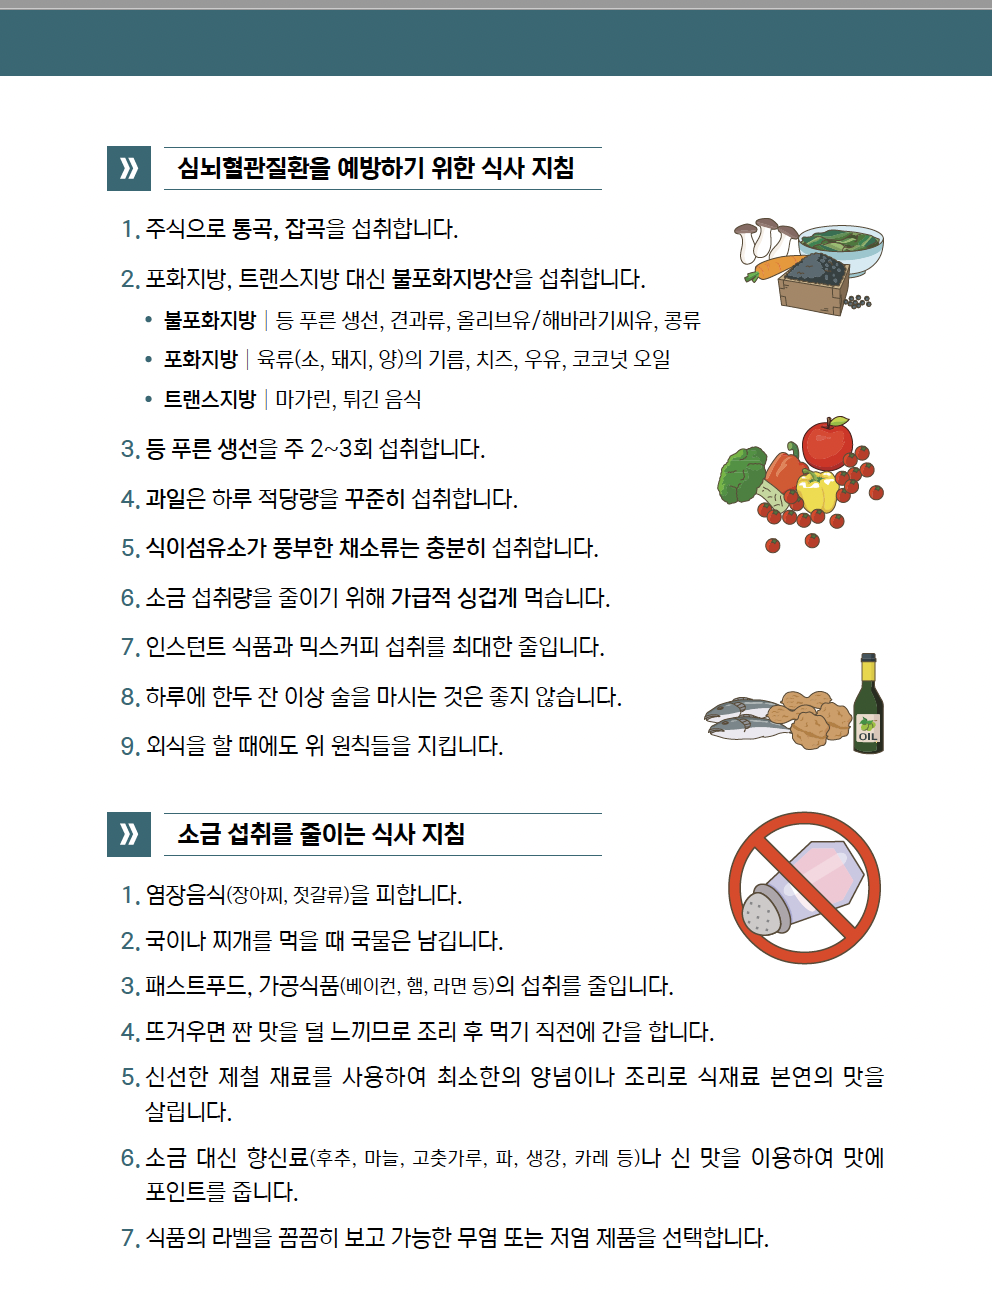 심뇌혈관질환을 예방하기 위한 식사 지침
1. 주식으로 통곡, 잡곡을 섭취합니다.
2. 포화지방, 트랜스지방 대신 불포화지방산을 섭취합니다.
• 불포화지방 | 등 푸른 생선, 견과류, 올리브유/해바라기씨유, 콩류
• 포화지방 | 육류(소, 돼지, 양)의 기름, 치즈, 우유, 코코넛 오일
• 트랜스지방 | 마가린, 튀긴 음식
3. 등 푸른 생선을 주 2~3회 섭취합니다.
4. 과일은 하루 적당량을 꾸준히 섭취합니다.
5. 식이섬유소가 풍부한 채소류는 충분히 섭취합니다.
6. 소금 섭취량을 줄이기 위해 가급적 싱겁게 먹습니다.
7. 인스턴트 식품과 믹스커피 섭취를 최대한 줄입니다.
8. 하루에 한두 잔 이상 술을 마시는 것은 좋지 않습니다.
9. 외식을 할 때에도 위 원칙들을 지킵니다.
OIL
소금 섭취를 줄이는 식사 지침
1. 염장음식(장아찌, 젓갈류)을 피합니다.
2. 국이나 찌개를 먹을 때 국물은 남깁니다.
3. 패스트푸드, 가공식품(베이컨, 햄, 라면 등)의 섭취를 줄입니다.
4. 뜨거우면 짠 맛을 덜 느끼므로 조리 후 먹기 직전에 간을 합니다.
5. 신선한 제철 재료를 사용하여 최소한의 양념이나 조리로 식재료 본연의 맛을
살립니다.
6. 소금 대신 향신료(후추, 마늘, 고춧가루, 파, 생강, 카레 등)나 신 맛을 이용하여 맛에
포인트를 줍니다.
7. 식품의 라벨을 꼼꼼히 보고 가능한 무염 또는 저염 제품을 선택합니다.